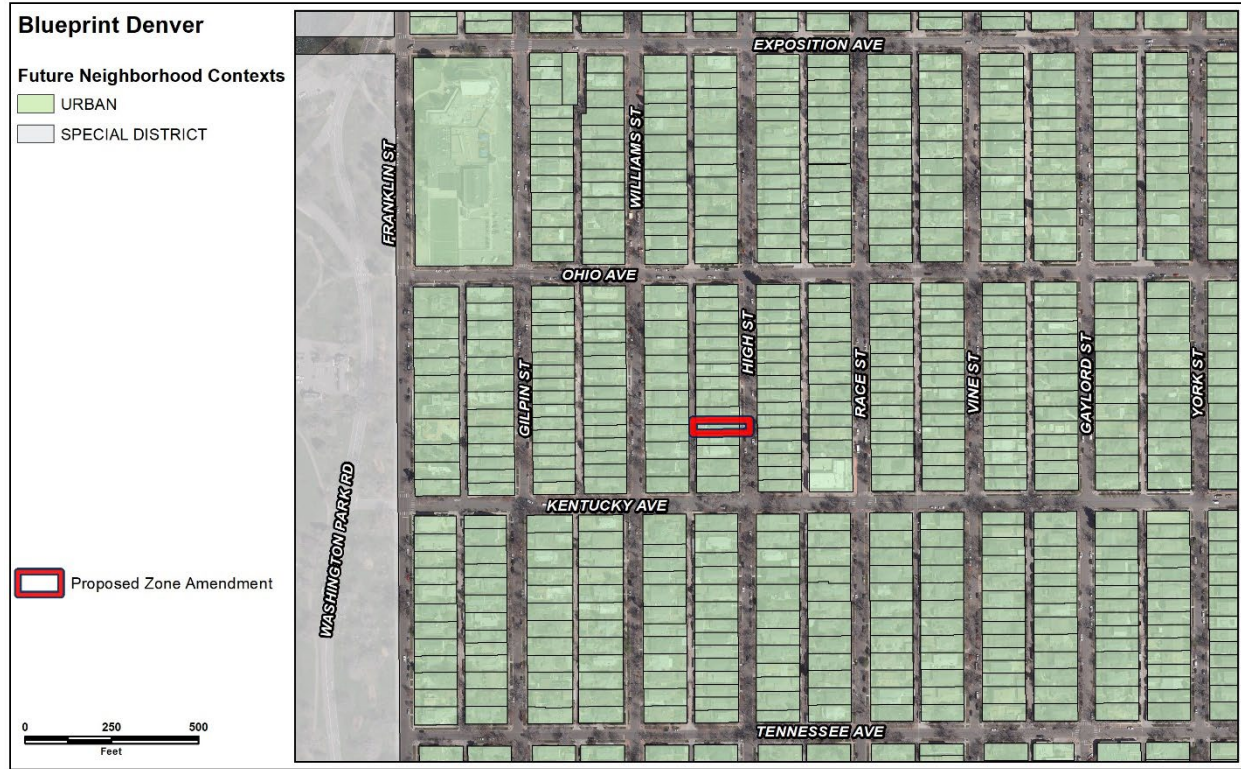 Blueprint Denver
Future Neighborhood Contexts
URBAN
SPECIAL DISTRICT
Proposed Zone Amendment
0 250 500
Feet
EXPOSITION AVE
FRANKLIN ST
WILLIAMS ST
OHIO AVE
GILPIN ST
HIGH ST
RACE ST
VINE ST
GAYLORD ST
YORK ST
KENTUCKY AVE
WASHINGTON PARK RD
TENNESSEE AVE